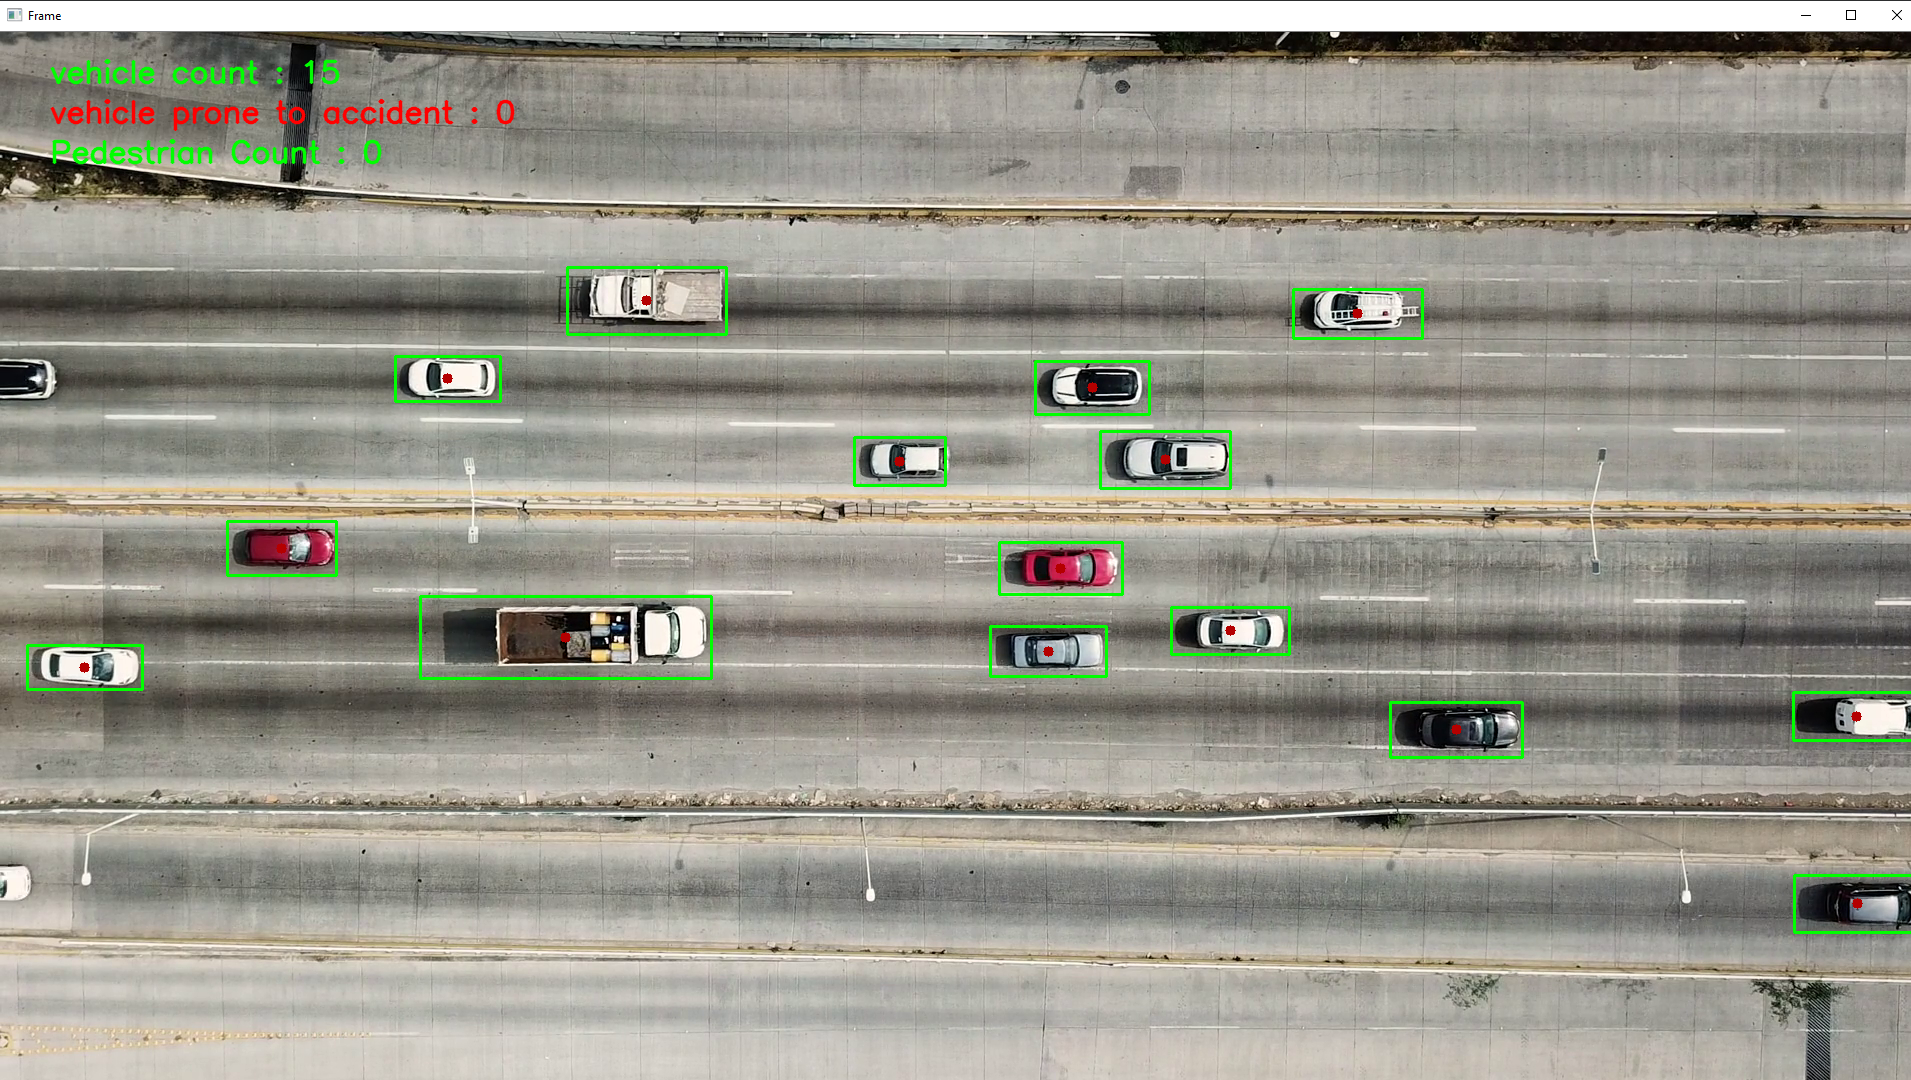 Frame
vehicle count : 15
vehicle prone to accident : 0
Pedestrian Count : 0